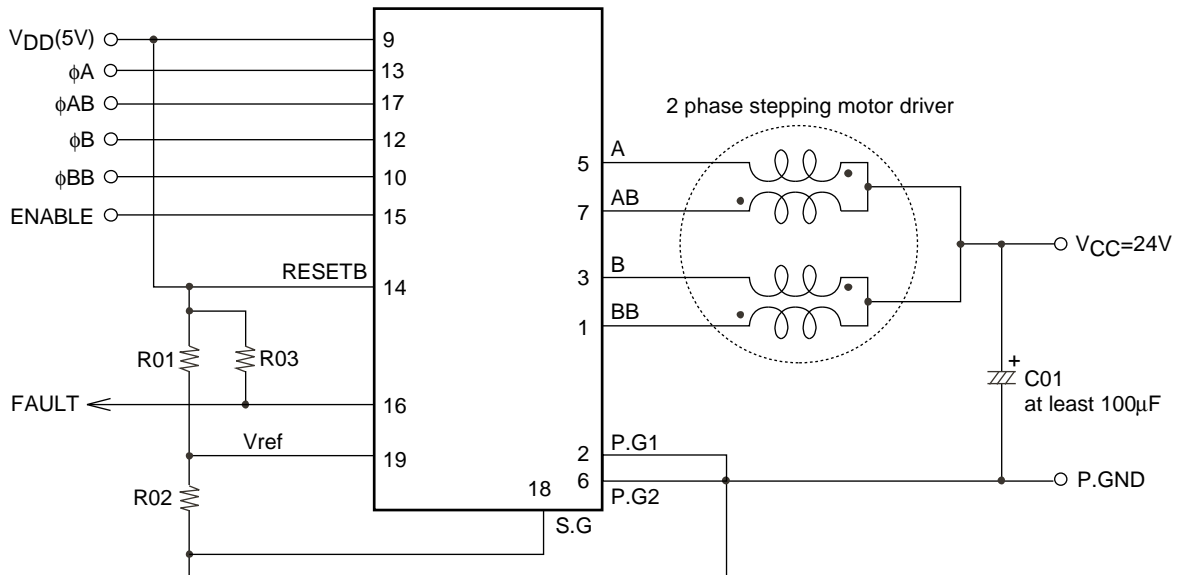 VDD(5V)
ϕA
ϕAB
ϕB
ϕBB
ENABLE
9
13
17
12
10
15
RESETB
14
R01
R03
FAULT
16
Vref
19
R02
18
S.G
2 phase stepping motor driver
5
A
7
AB
3
B
1
BB
VCC=24V
+
C01
at least 100µF
2
P.G1
6
P.G2
P.GND